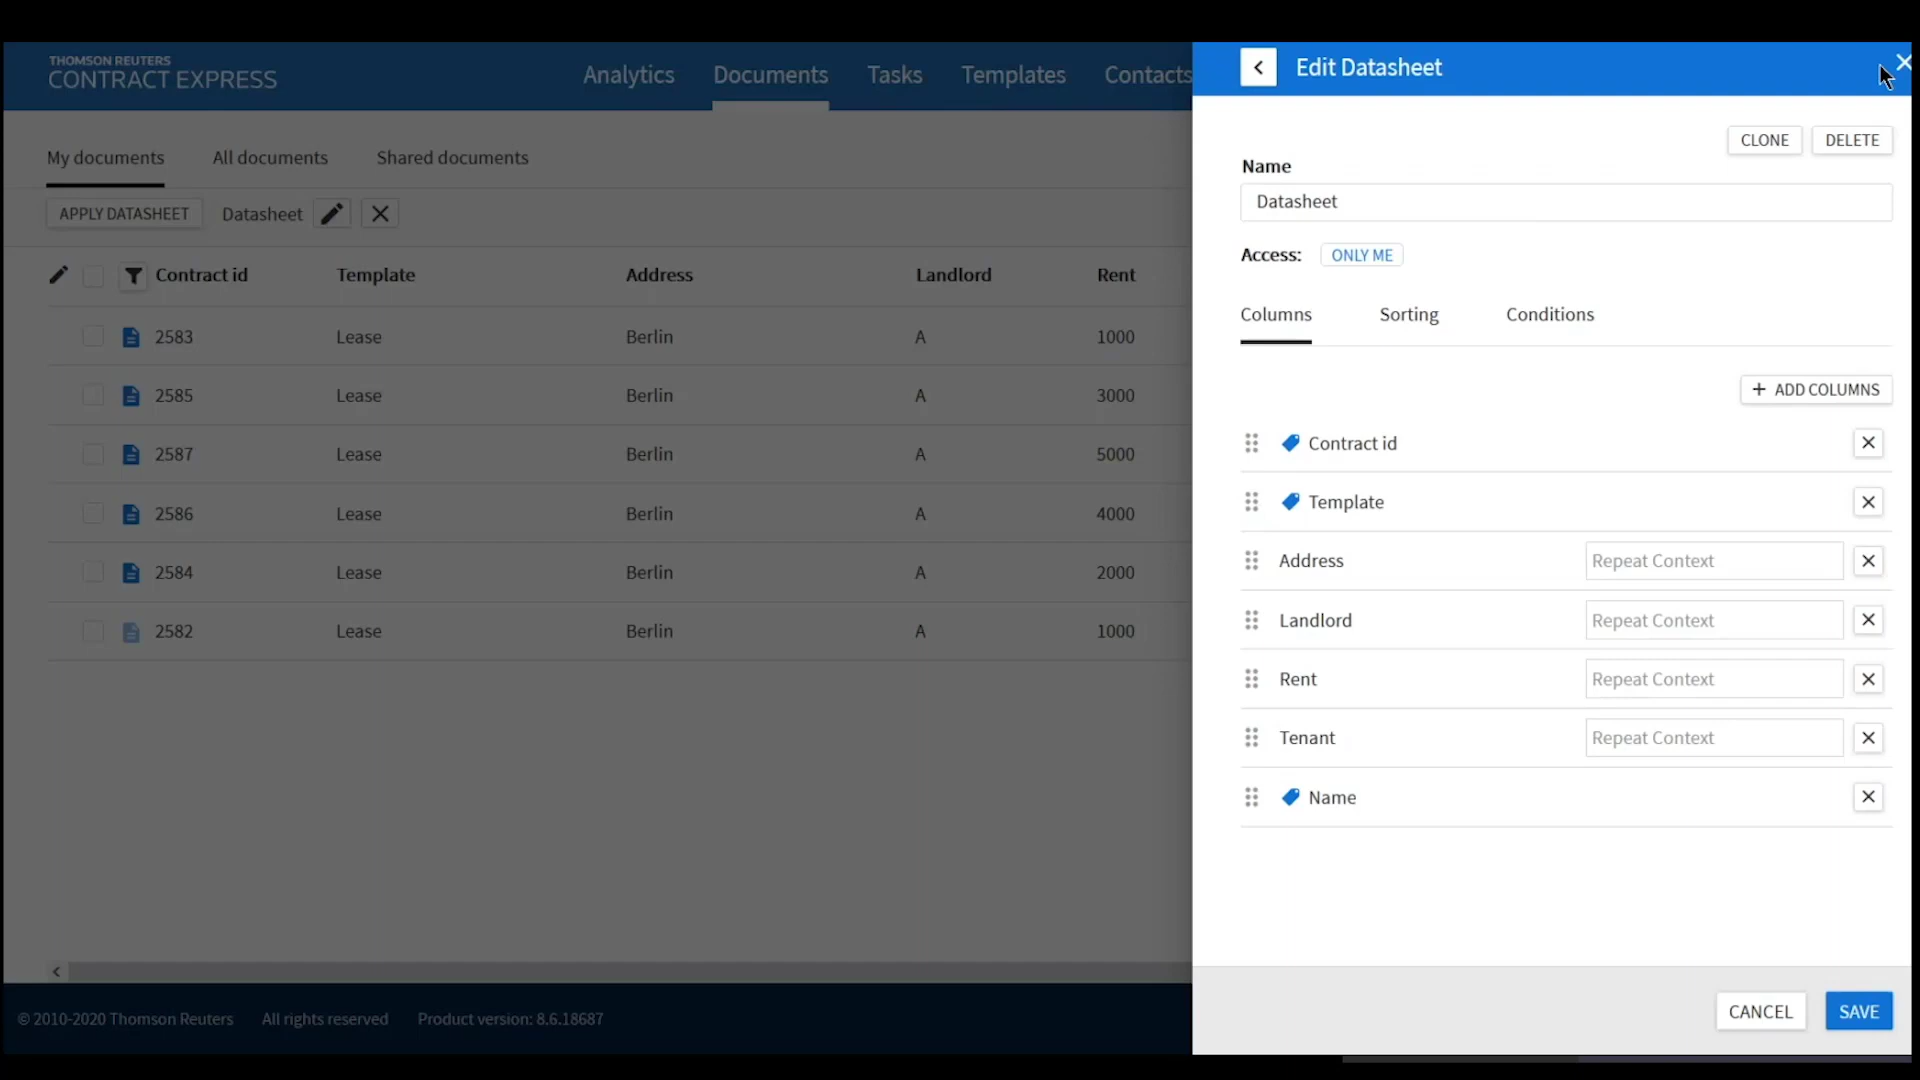 THOMSON REUTERS
CONTRACT EXPRESS
Analytics Documents Tasks Templates Contacts
My documents All documents Shared documents
APPLY DATASHEET Datasheet
Contract id Template Address Landlord Rent
2583 Lease Berlin A 1000
2585 Lease Berlin A 3000
2587 Lease Berlin A 5000
2586 Lease Berlin A 4000
2584 Lease Berlin A 2000
2582 Lease Berlin A 1000
© 2010-2020 Thomson Reuters All rights reserved Product version: 8.6.18687
Edit Datasheet
CLONE DELETE
Name
Datasheet
Access: ONLY ME
Columns Sorting Conditions
+ ADD COLUMNS
Contract id
Template
Address Repeat Context
Landlord Repeat Context
Rent Repeat Context
Tenant Repeat Context
Name
CANCEL SAVE